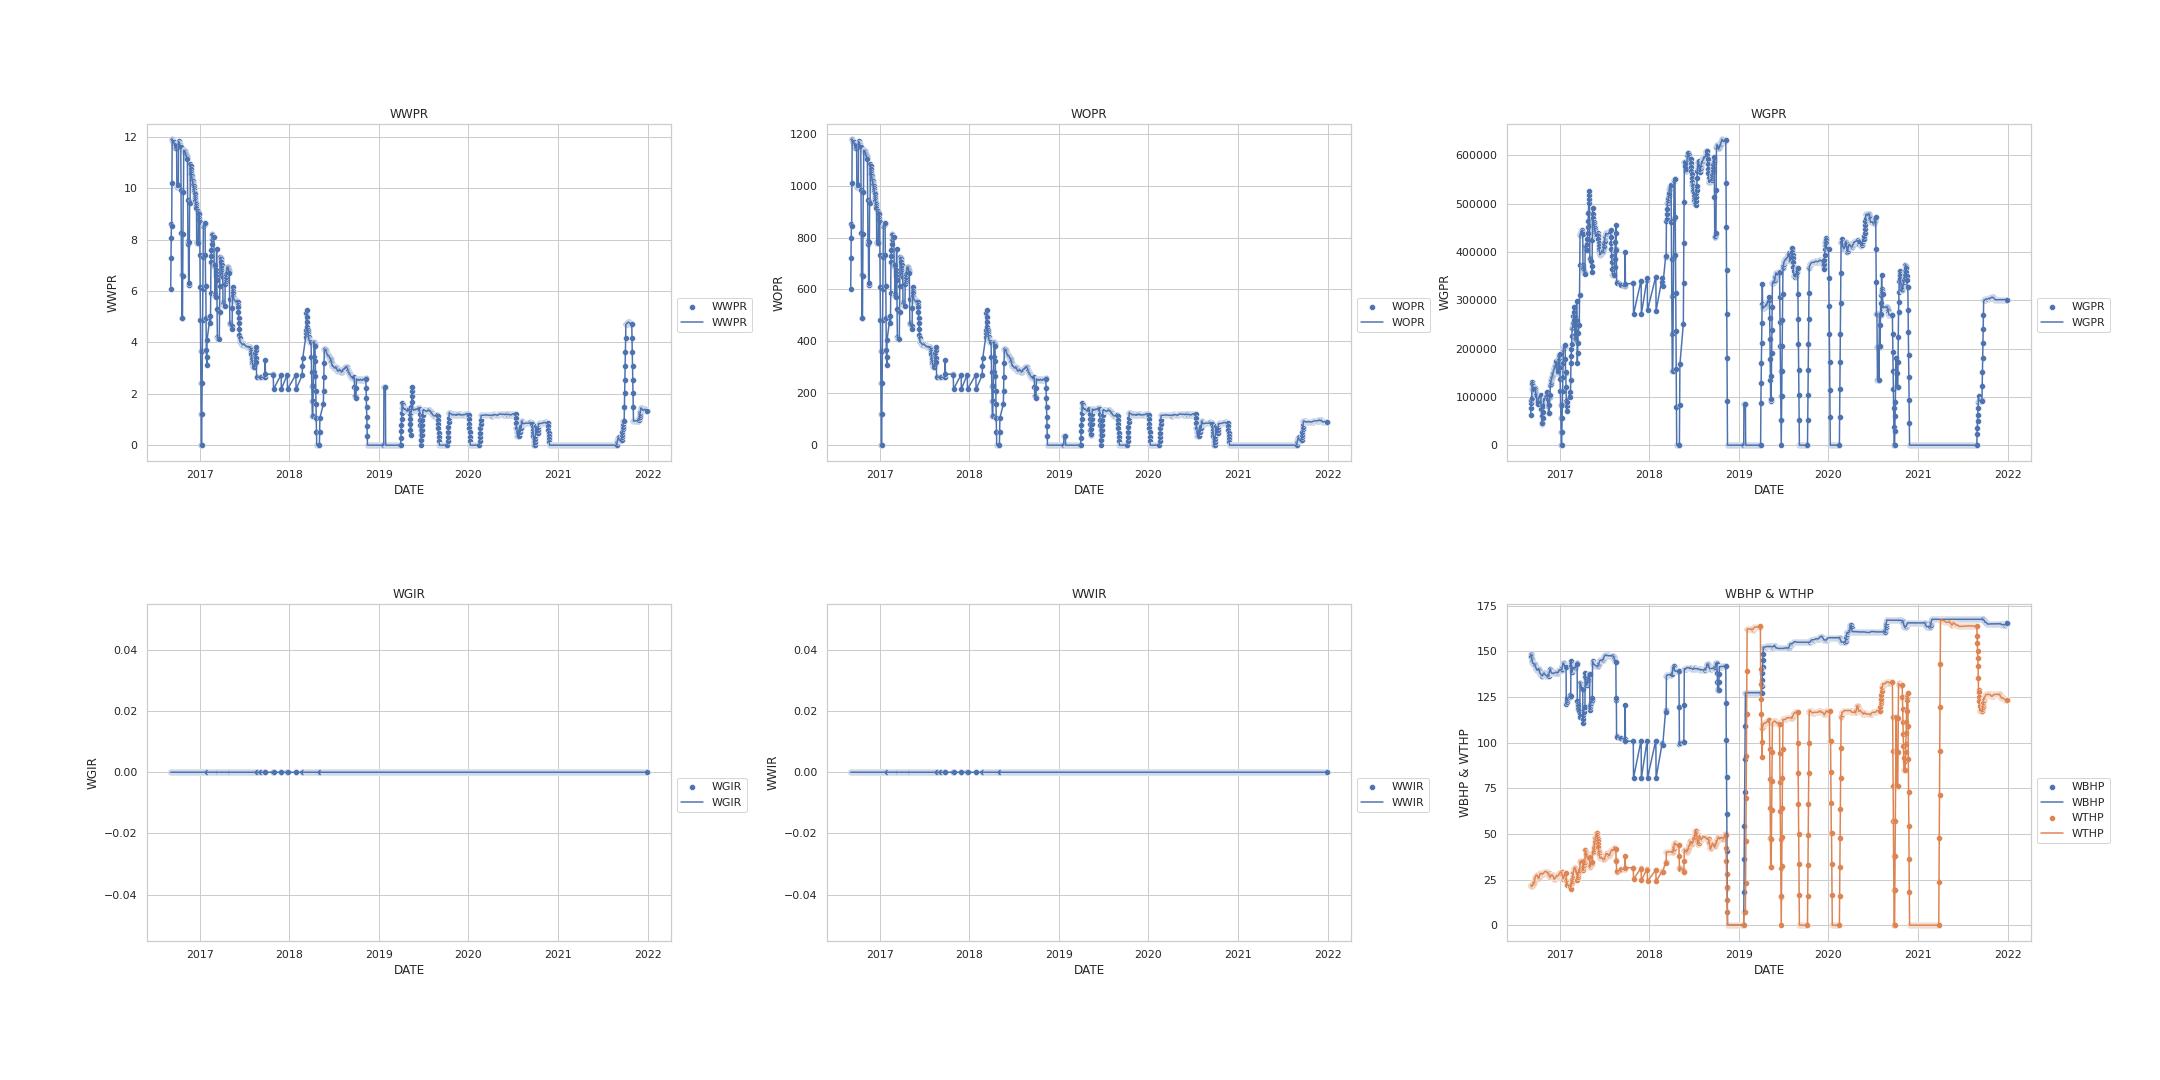 WWPR
12
10
8
6
4
2
0
WWPR
2017 2018 2019 2020 2021 2022
DATE
WWPR
WWPR
WOPR
1200
1000
800
600
400
200
0
WOPR
2017 2018 2019 2020 2021 2022
DATE
WOPR
WOPR
WGPR
600000
500000
400000
300000
200000
100000
0
WGPR
2017 2018 2019 2020 2021 2022
DATE
WGPR
WGPR
WGIR
0.04
0.02
0.00
−0.02
−0.04
WGIR
2017 2018 2019 2020 2021 2022
DATE
WGIR
WGIR
WWIR
0.04
0.02
0.00
−0.02
−0.04
WWIR
2017 2018 2019 2020 2021 2022
DATE
WWIR
WWIR
WBHP & WTHP
175
150
125
100
75
50
25
0
WBHP & WTHP
2017 2018 2019 2020 2021 2022
DATE
WBHP
WBHP
WTHP
WTHP